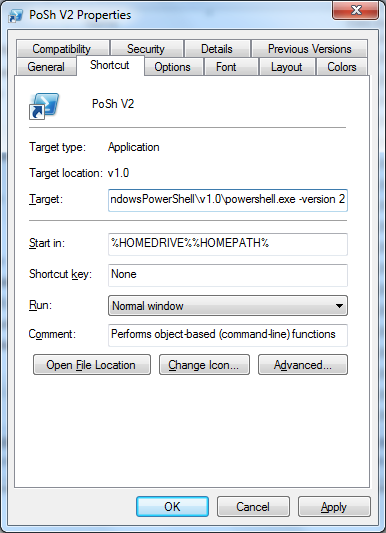 PoSh V2 Properties
Compatibility Security Details Previous Versions
General Shortcut Options Font Layout Colors
PoSh V2
Target type: Application
Target location: v1.0
Target: ndowsPowerShell\v1.0\powershell.exe -version 2
Start in: %HOMEDRIVE%%HOMEPATH%
Shortcut key: None
Run: Normal window
Comment: Performs object-based (command-line) functions
Open File Location Change Icon... Advanced...
OK Cancel Apply